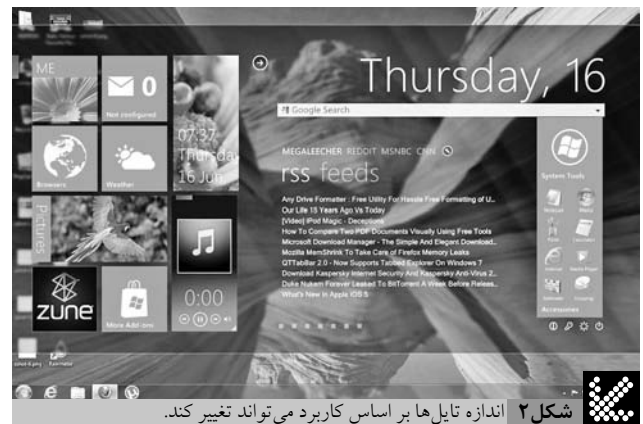 Thursday, 16
Google Search
ME
0
Not configured
07:37
Thursday
16 Jun
Browsers
Weather
MEGALEECHER REDDIT MSNBC CNN
rss feeds
System Tools
Any Drive Formatter : Free Utility For Hassle Free Formatting of U..
Our Life 15 Years Ago Vs Today
[Video] iPod Magic - Deceptions
How To Compare Two PDF Documents Visually Using Free Tools
Microsoft Download Manager - The Simple And Elegant Download..
Mozilla MemShrink To Take Care of Firefox Memory Leaks
QTTabBar 2.0 - Now Supports Tabbed Explorer On Windows 7
Download Kaspersky Internet Security And Kaspersky Anti-Virus 2..
Duke Nukem Forever Leaked To BitTorrent A Week Before Releas..
What's New In Apple iOS 5
Pictures
zune
More Add-ons
0:00
Accessories
شکل۲ اندازه تایل‌ها بر اساس کاربرد می‌تواند تغییر کند.